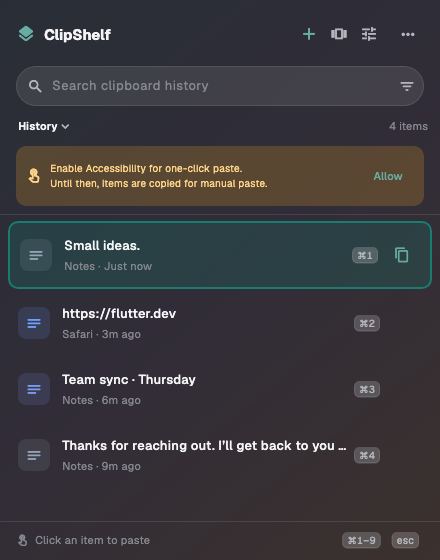 ClipShelf
Search clipboard history
History
4 items
Enable Accessibility for one-click paste.
Until then, items are copied for manual paste.
Allow
Small ideas.
Notes · Just now
⌘1
https://flutter.dev
Safari · 3m ago
⌘2
Team sync · Thursday
Notes · 6m ago
⌘3
Thanks for reaching out. I’ll get back to you ...
Notes · 9m ago
⌘4
Click an item to paste
⌘1–9
esc